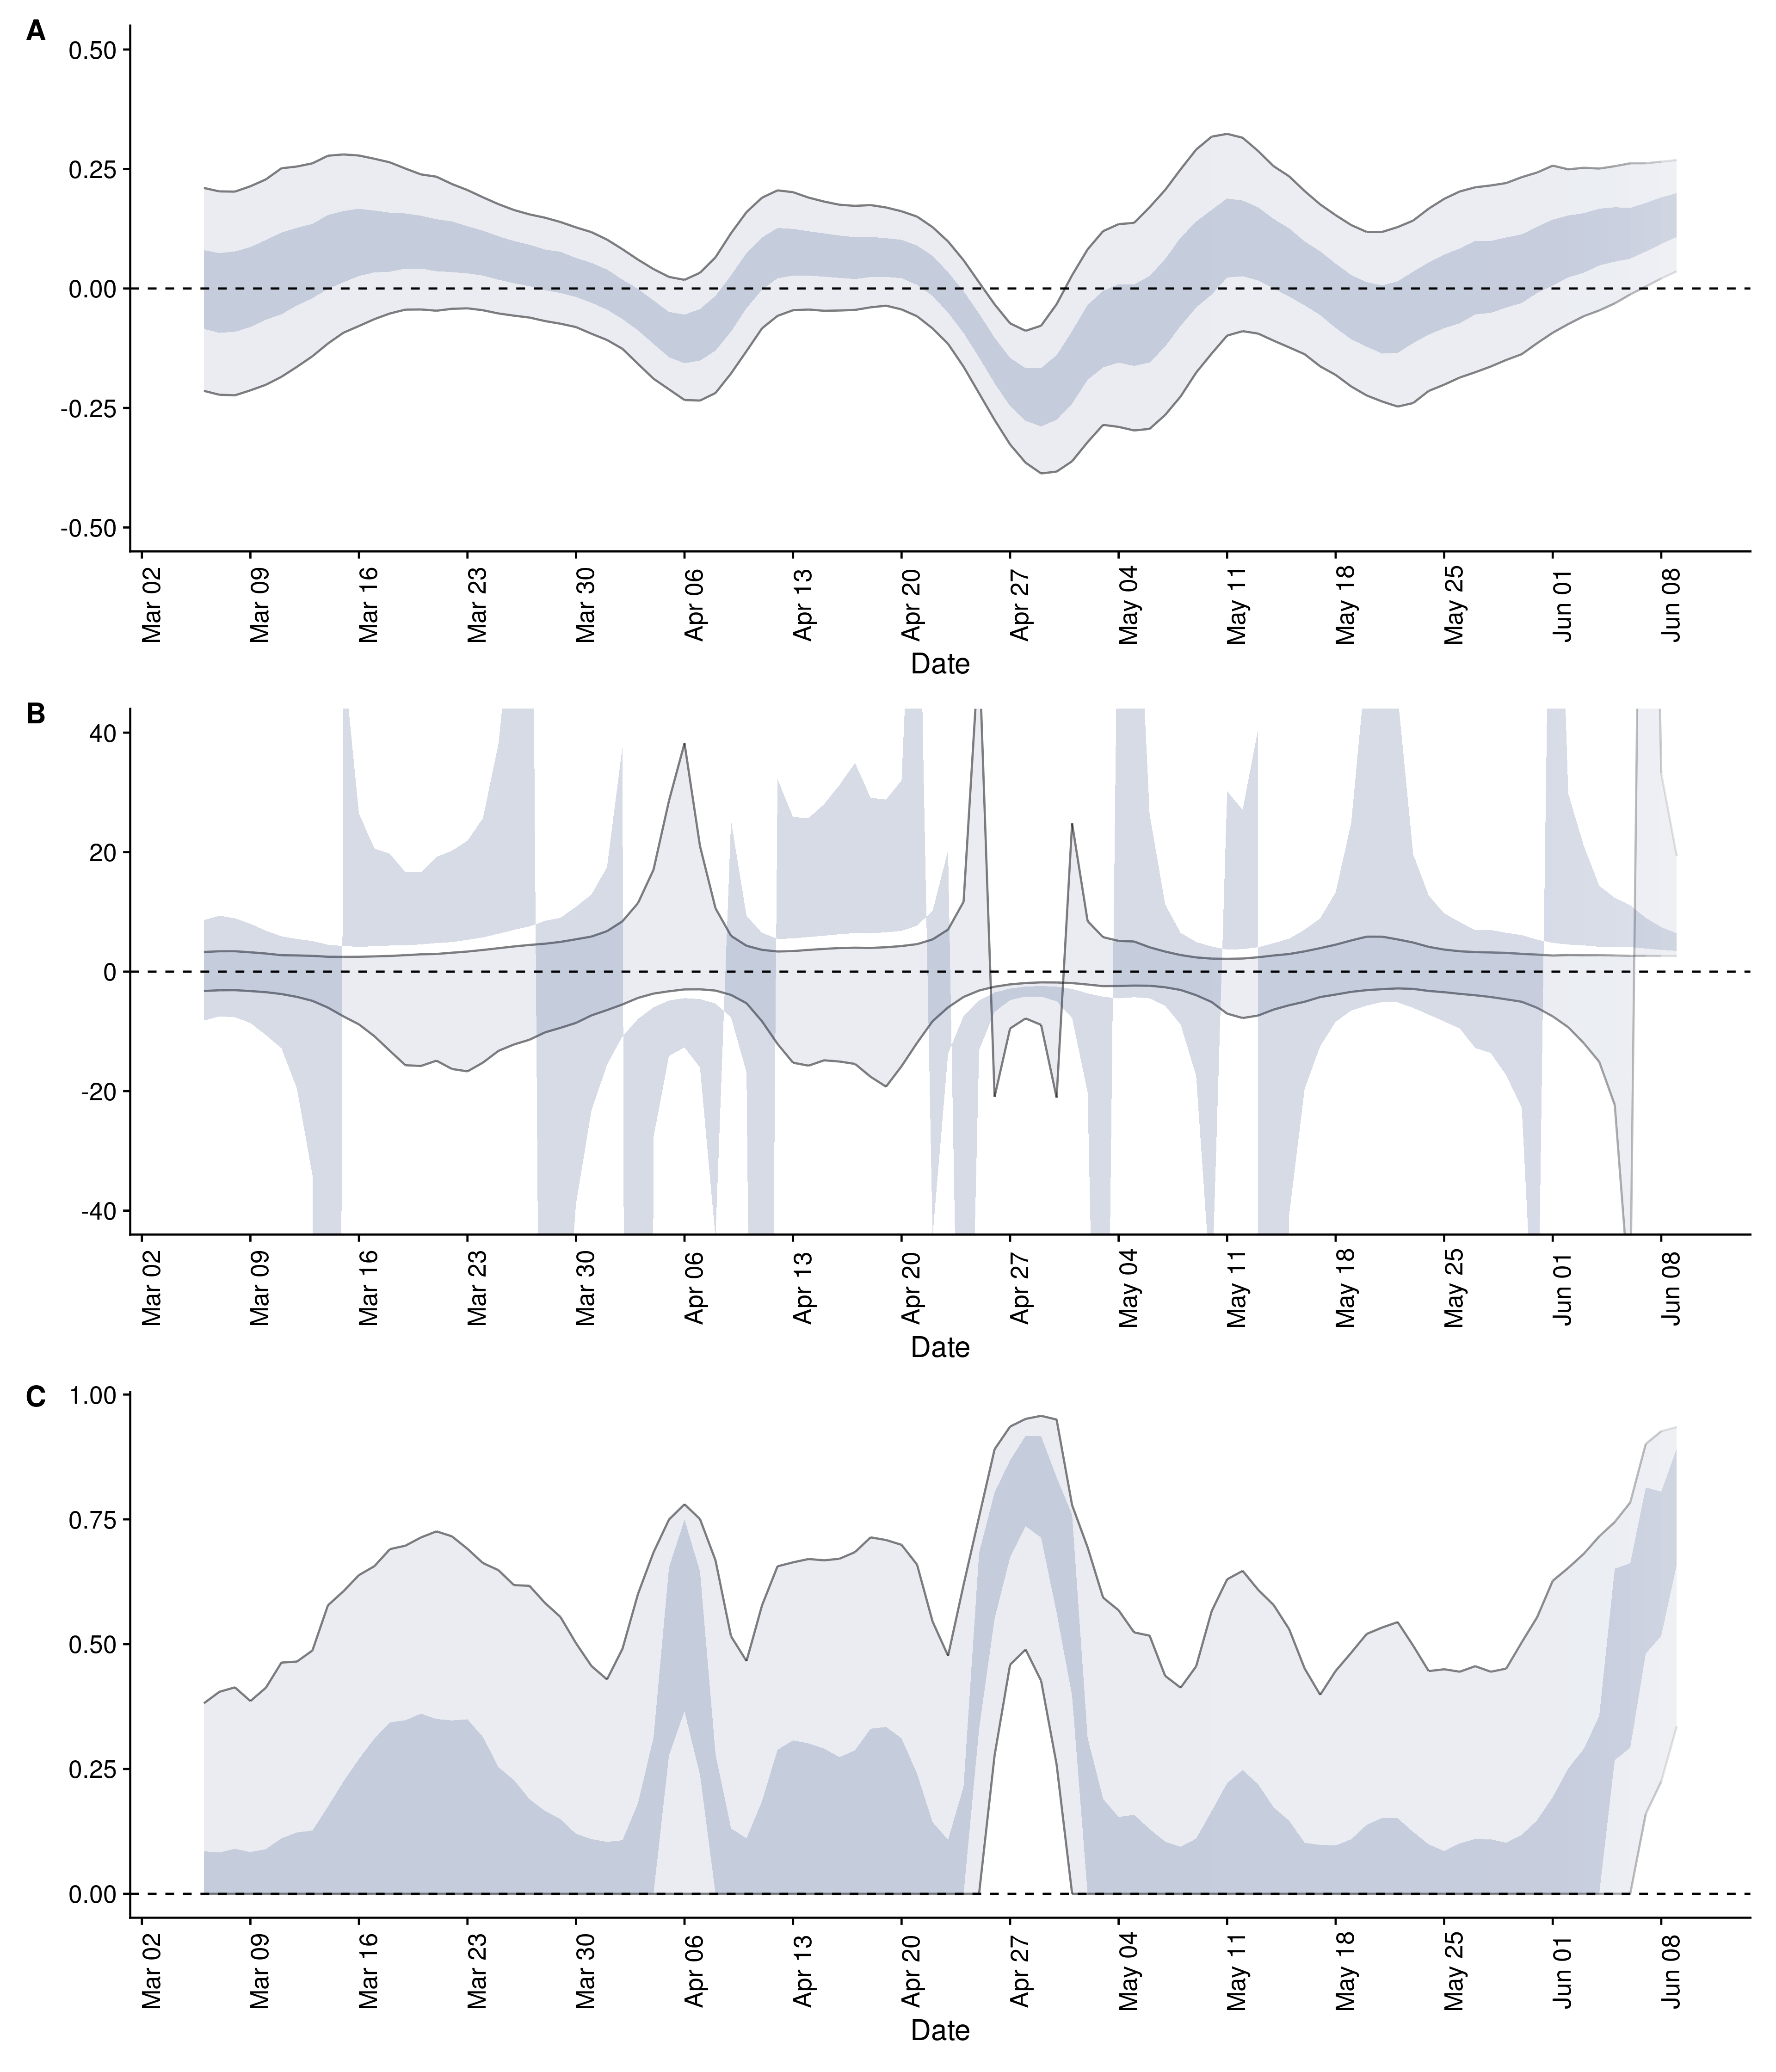 A
0.50
0.25
0.00
-0.25
-0.50
Mar 02
Mar 09
Mar 16
Mar 23
Mar 30
Apr 06
Apr 13
Apr 20
Apr 27
May 04
May 11
May 18
May 25
Jun 01
Jun 08
Date
B
40
20
0
-20
-40
Mar 02
Mar 09
Mar 16
Mar 23
Mar 30
Apr 06
Apr 13
Apr 20
Apr 27
May 04
May 11
May 18
May 25
Jun 01
Jun 08
Date
C
1.00
0.75
0.50
0.25
0.00
Mar 02
Mar 09
Mar 16
Mar 23
Mar 30
Apr 06
Apr 13
Apr 20
Apr 27
May 04
May 11
May 18
May 25
Jun 01
Jun 08
Date